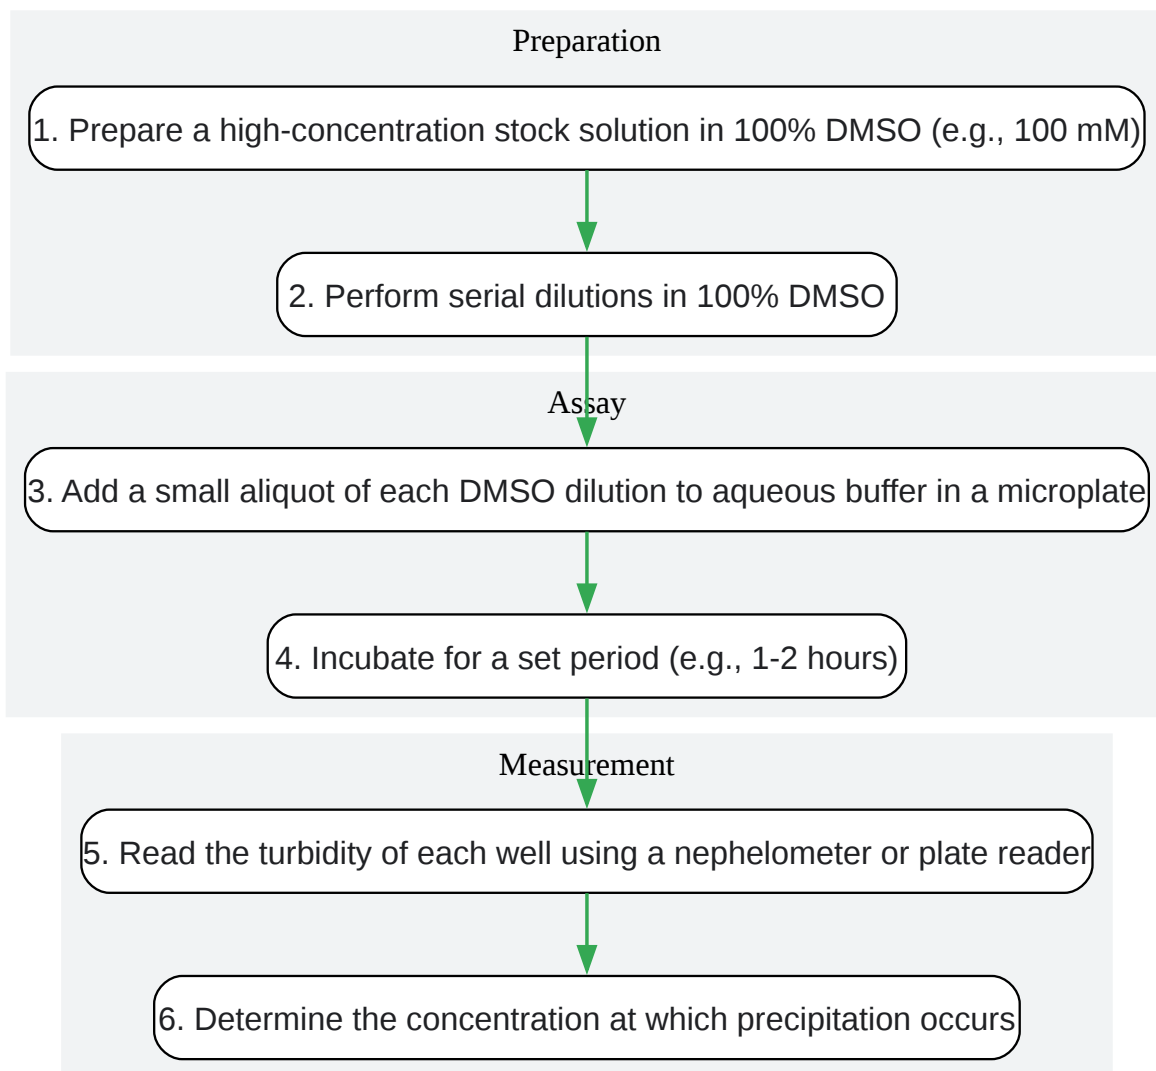 Preparation
1. Prepare a high-concentration stock solution in 100% DMSO (e.g., 100 mM)
2. Perform serial dilutions in 100% DMSO
Assay
3. Add a small aliquot of each DMSO dilution to aqueous buffer in a microplate
4. Incubate for a set period (e.g., 1-2 hours)
Measurement
5. Read the turbidity of each well using a nephelometer or plate reader
6. Determine the concentration at which precipitation occurs